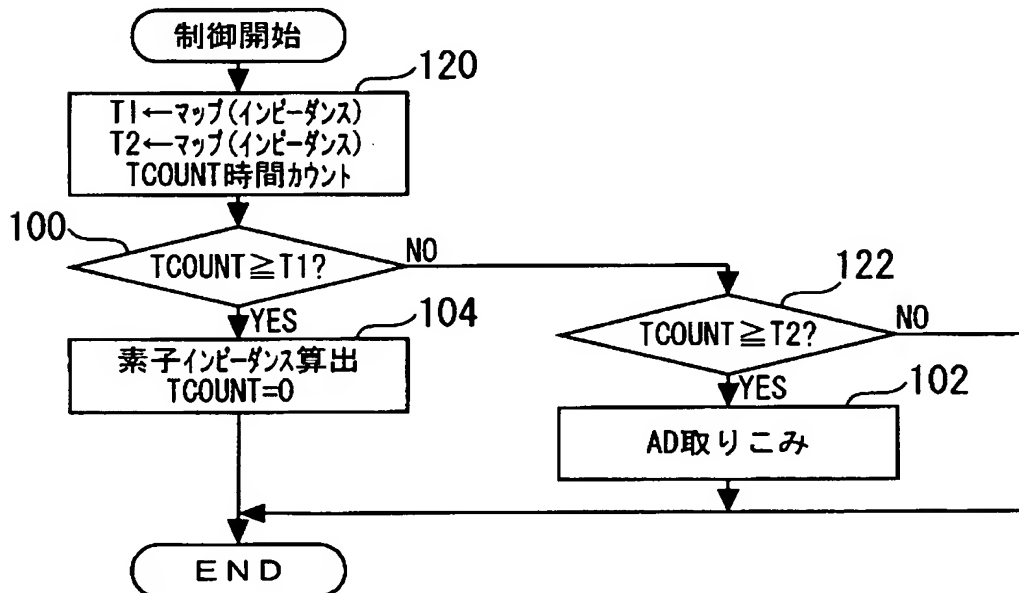 制御開始
120
T1←マップ(インピーダンス)
T2←マップ(インピーダンス)
TCOUNT時間カウント
100
TCOUNT≧T1?
NO
YES
122
TCOUNT≧T2?
NO
YES
104
素子インピーダンス算出
TCOUNT=0
102
AD取りこみ
END